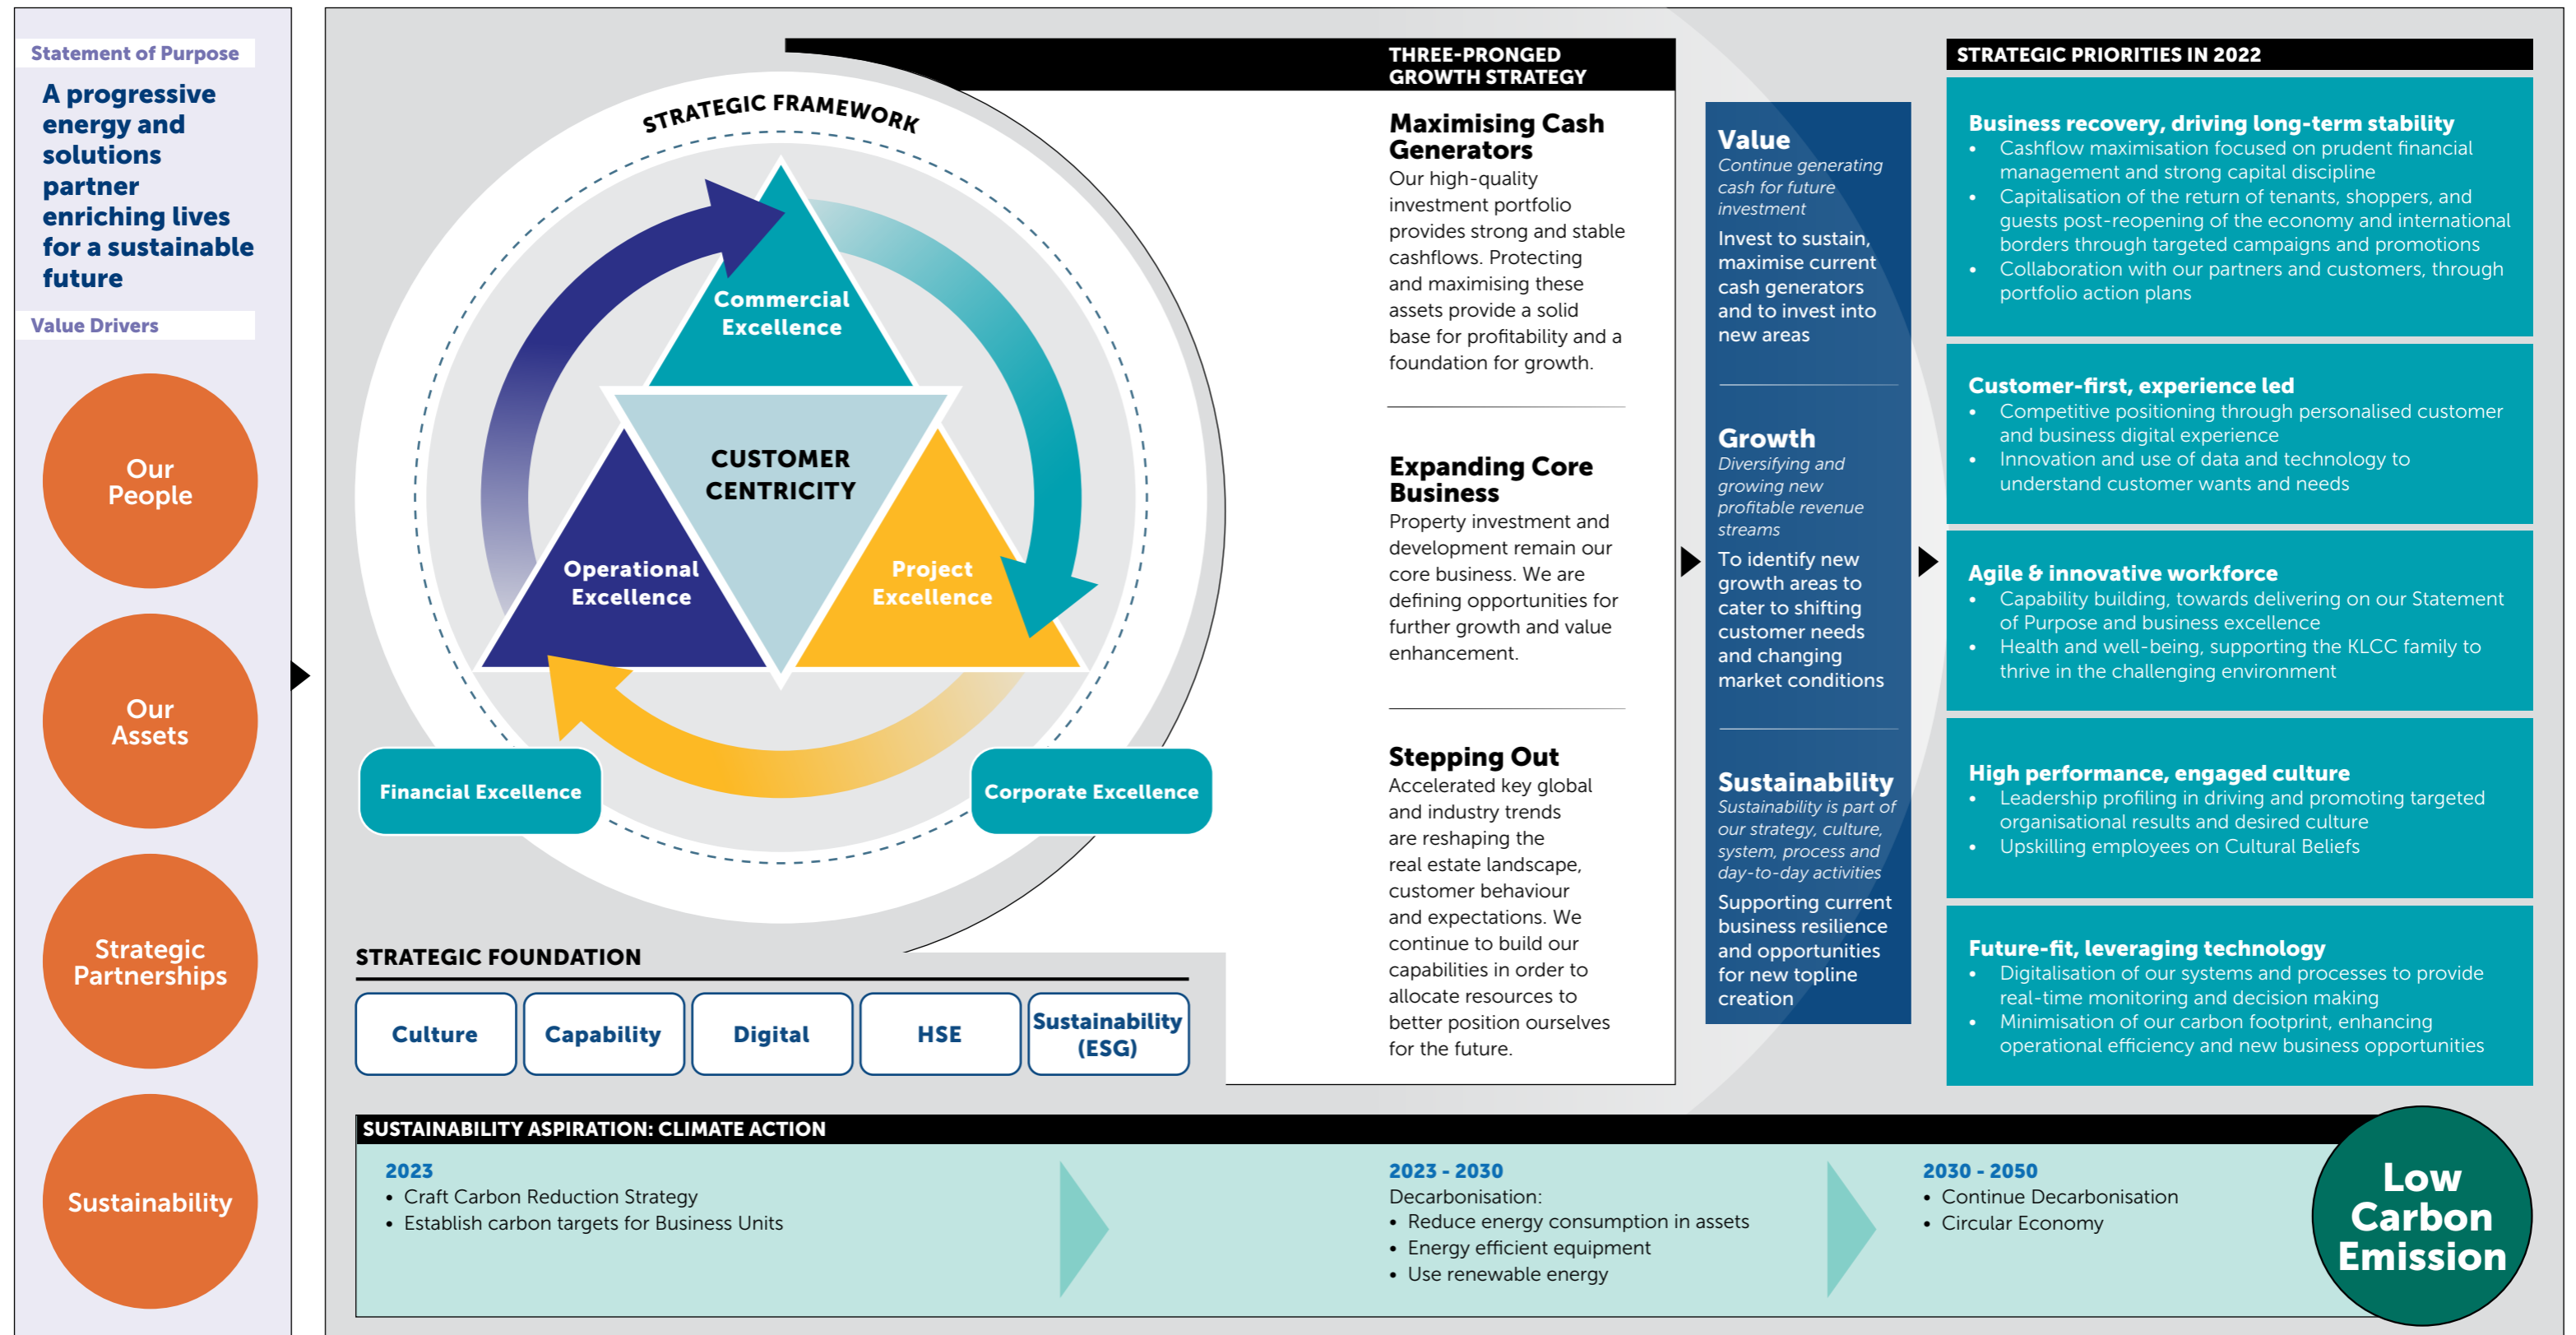 Statement of Purpose
A progressive
energy and
solutions
partner
enriching lives
for a sustainable
future
Value Drivers
Our
People
Our
Assets
Strategic
Partnerships
Sustainability
STRATEGIC FRAMEWORK
Commercial
Excellence
CUSTOMER
CENTRICITY
Operational
Excellence
Project
Excellence
Financial Excellence
Corporate Excellence
STRATEGIC FOUNDATION
Culture
Capability
Digital
HSE
Sustainability
(ESG)
THREE-PRONGED
GROWTH STRATEGY
Maximising Cash
Generators
Our high-quality
investment portfolio
provides strong and stable
cashflows. Protecting
and maximising these
assets provide a solid
base for profitability and a
foundation for growth.
Expanding Core
Business
Property investment and
development remain our
core business. We are
defining opportunities for
further growth and value
enhancement.
Stepping Out
Accelerated key global
and industry trends
are reshaping the
real estate landscape,
customer behaviour
and expectations. We
continue to build our
capabilities in order to
allocate resources to
better position ourselves
for the future.
Value
Continue generating
cash for future
investment
Invest to sustain,
maximise current
cash generators
and to invest into
new areas
Growth
Diversifying and
growing new
profitable revenue
streams
To identify new
growth areas to
cater to shifting
customer needs
and changing
market conditions
Sustainability
Sustainability is part of
our strategy, culture,
system, process and
day-to-day activities
Supporting current
business resilience
and opportunities
for new topline
creation
STRATEGIC PRIORITIES IN 2022
Business recovery, driving long-term stability
• Cashflow maximisation focused on prudent financial
management and strong capital discipline
• Capitalisation of the return of tenants, shoppers, and
guests post-reopening of the economy and international
borders through targeted campaigns and promotions
• Collaboration with our partners and customers, through
portfolio action plans
Customer-first, experience led
• Competitive positioning through personalised customer
and business digital experience
• Innovation and use of data and technology to
understand customer wants and needs
Agile & innovative workforce
• Capability building, towards delivering on our Statement
of Purpose and business excellence
• Health and well-being, supporting the KLCC family to
thrive in the challenging environment
High performance, engaged culture
• Leadership profiling in driving and promoting targeted
organisational results and desired culture
• Upskilling employees on Cultural Beliefs
Future-fit, leveraging technology
• Digitalisation of our systems and processes to provide
real-time monitoring and decision making
• Minimisation of our carbon footprint, enhancing
operational efficiency and new business opportunities
SUSTAINABILITY ASPIRATION: CLIMATE ACTION
2023
• Craft Carbon Reduction Strategy
• Establish carbon targets for Business Units
2023 - 2030
Decarbonisation:
• Reduce energy consumption in assets
• Energy efficient equipment
• Use renewable energy
2030 - 2050
• Continue Decarbonisation
• Circular Economy
Low
Carbon
Emission